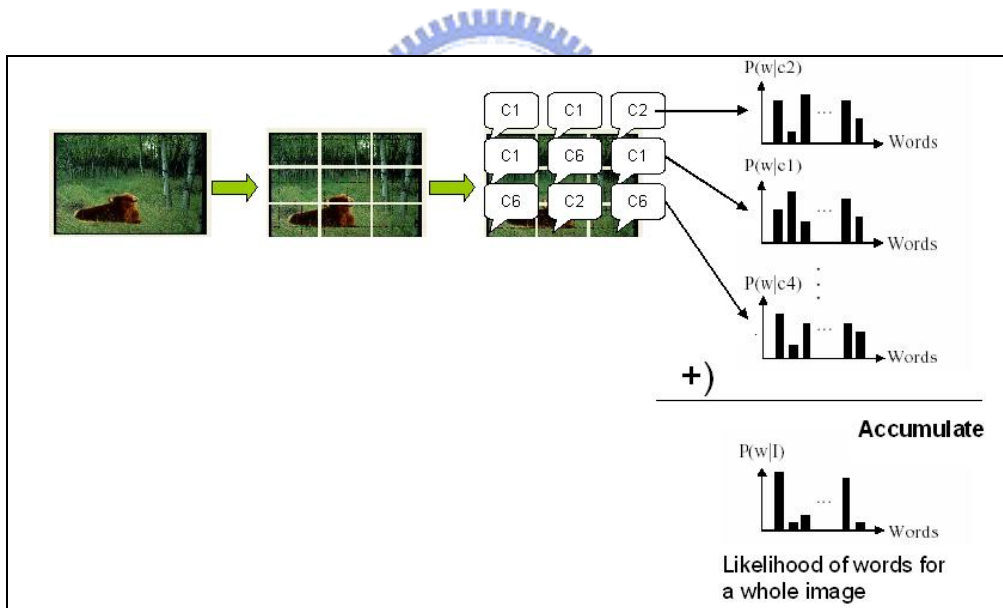 P(w|c2)
C1 C1 C2
...
Words
C1 C6 C1
P(w|c1)
C6 C2 C6
...
Words
P(w|c4)
...
Words
+)
Accumulate
P(w|I)
...
Words
Likelihood of words for
a whole image